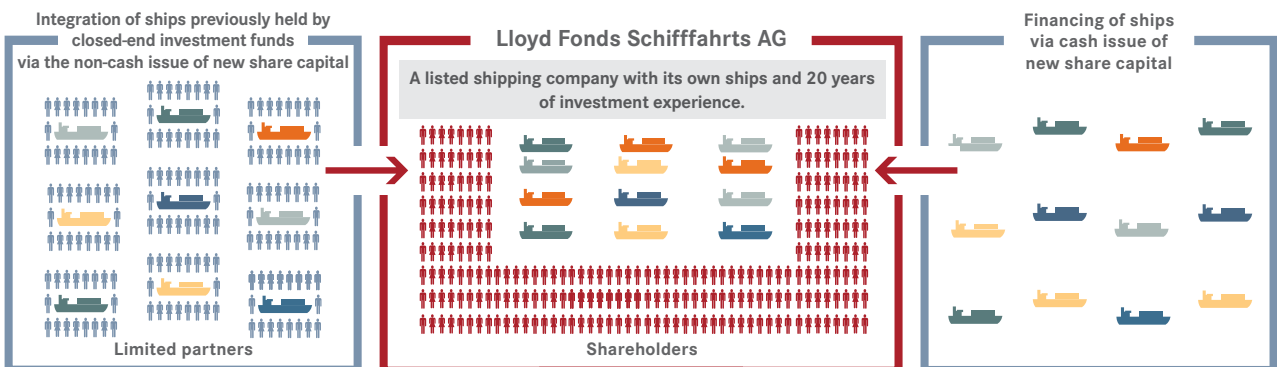 Integration of ships previously held by
closed-end investment funds
via the non-cash issue of new share capital
Limited partners
Lloyd Fonds Schifffahrts AG
A listed shipping company with its own ships and 20 years
of investment experience.
Shareholders
Financing of ships
via cash issue of
new share capital